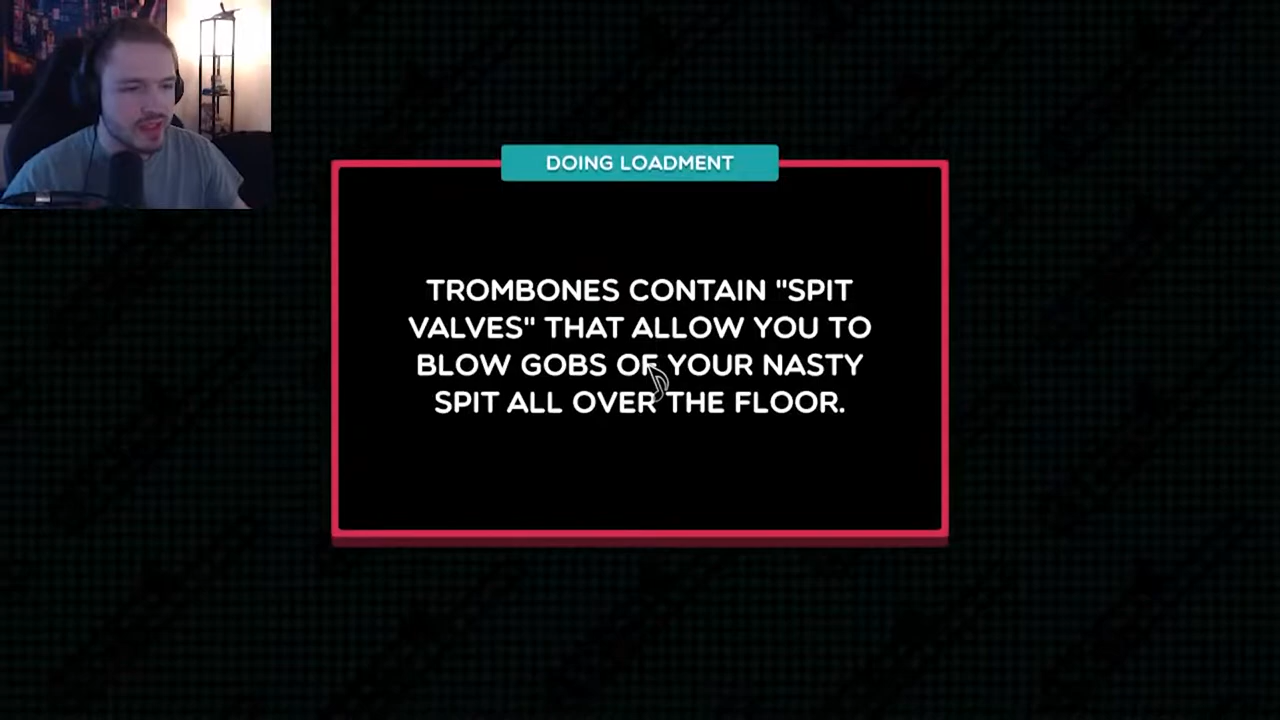 DOING LOADMENT
TROMBONES CONTAIN "SPIT
VALVES" THAT ALLOW YOU TO
BLOW GOBS OF YOUR NASTY
SPIT ALL OVER THE FLOOR.